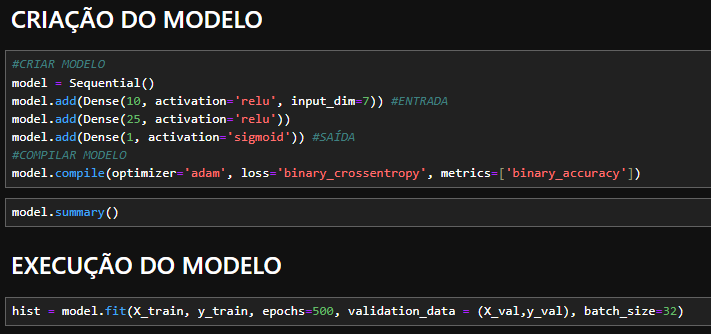 CRIAÇÃO DO MODELO
#CRIAR MODELO
model = Sequential()
model.add(Dense(10, activation='relu', input_dim=7)) #ENTRADA
model.add(Dense(25, activation='relu'))
model.add(Dense(1, activation='sigmoid')) #SAÍDA
#COMPILAR MODELO
model.compile(optimizer='adam', loss='binary_crossentropy', metrics=['binary_accuracy'])
model.summary()
EXECUÇÃO DO MODELO
hist = model.fit(X_train, y_train, epochs=500, validation_data = (X_val,y_val), batch_size=32)